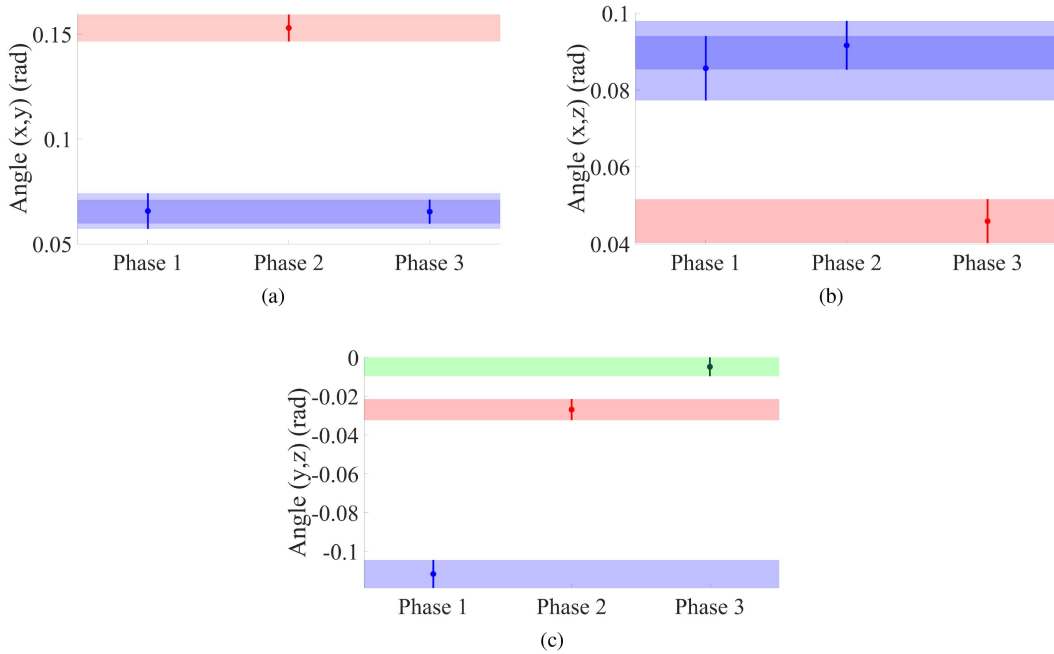 Angle (x,y) (rad)
0.15
0.1
0.05
Phase 1 Phase 2 Phase 3
(a)
Angle (x,z) (rad)
0.1
0.08
0.06
0.04
Phase 1 Phase 2 Phase 3
(b)
Angle (y,z) (rad)
0
-0.02
-0.04
-0.06
-0.08
-0.1
Phase 1 Phase 2 Phase 3
(c)